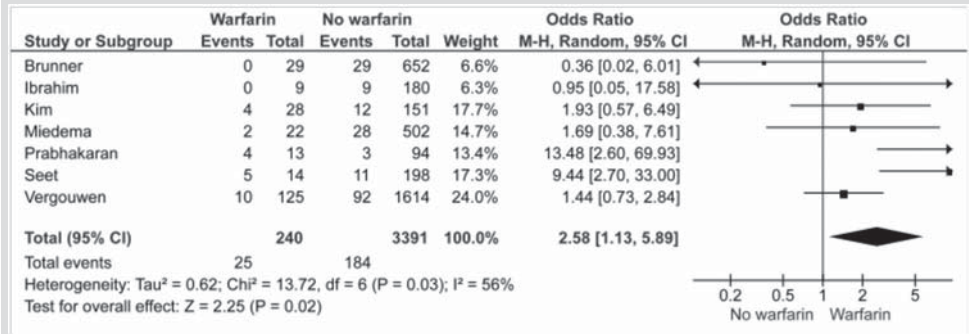 Warfarin No warfarin Odds Ratio Odds Ratio
Study or Subgroup Events Total Events Total Weight M-H, Random, 95% CI M-H, Random, 95% CI
Brunner 0 29 29 652 6.6% 0.36 [0.02, 6.01]
Ibrahim 0 9 9 180 6.3% 0.95 [0.05, 17.58]
Kim 4 28 12 151 17.7% 1.93 [0.57, 6.49]
Miedema 2 22 28 502 14.7% 1.69 [0.38, 7.61]
Prabhakaran 4 13 3 94 13.4% 13.48 [2.60, 69.93]
Seet 5 14 11 198 17.3% 9.44 [2.70, 33.00]
Vergouwen 10 125 92 1614 24.0% 1.44 [0.73, 2.84]
Total (95% CI) 240 3391 100.0% 2.58 [1.13, 5.89]
Total events 25 184
Heterogeneity: Tau² = 0.62; Chi² = 13.72, df = 6 (P = 0.03); I² = 56%
Test for overall effect: Z = 2.25 (P = 0.02)
0.2 0.5 1 2 5
No warfarin Warfarin